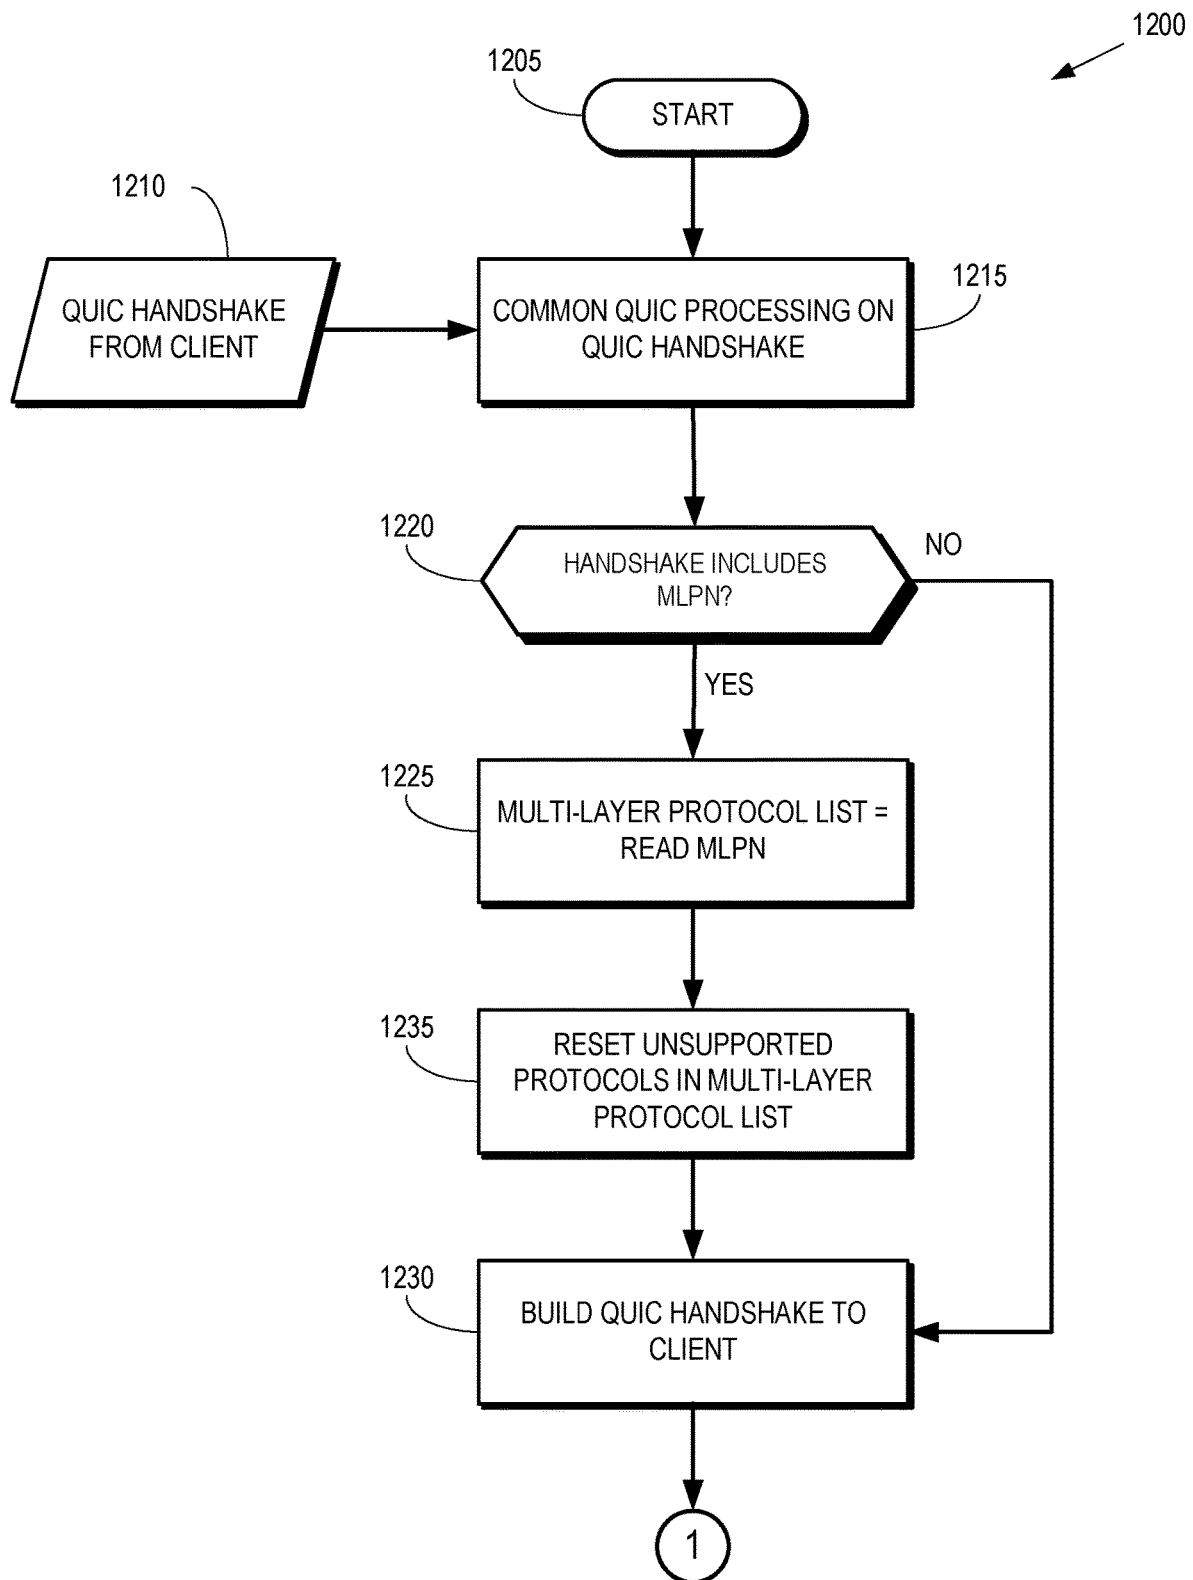 1200
1205
START
1210
QUIC HANDSHAKE
FROM CLIENT
COMMON QUIC PROCESSING ON
QUIC HANDSHAKE
1215
1220
HANDSHAKE INCLUDES
MLPN?
NO
YES
1225
MULTI-LAYER PROTOCOL LIST =
READ MLPN
1235
RESET UNSUPPORTED
PROTOCOLS IN MULTI-LAYER
PROTOCOL LIST
1230
BUILD QUIC HANDSHAKE TO
CLIENT
1